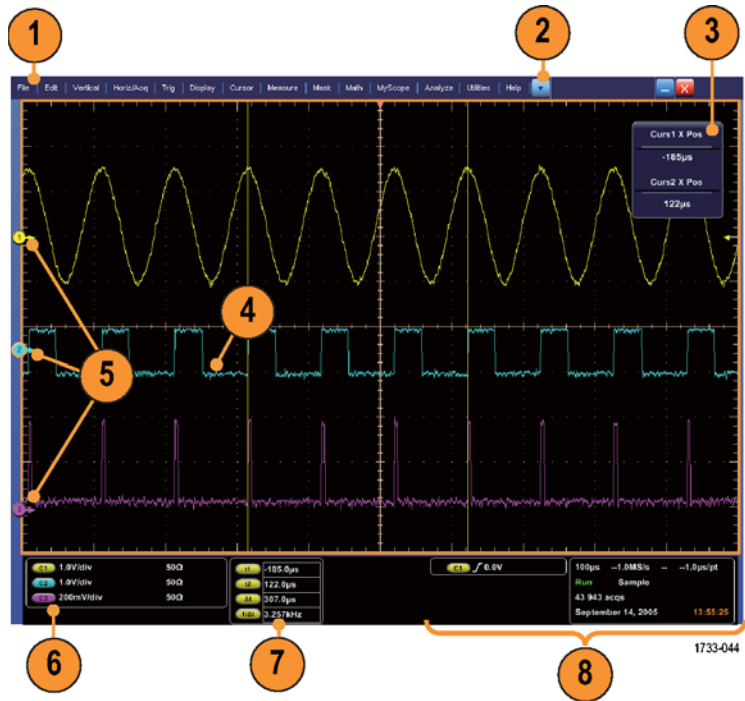 1
2
3
File Edit Vertical Horiz/Acq Trig Display Cursor Measure Mask Math MyScope Analyze Utilities Help
X
Curs1 X Pos
-185µs
Curs2 X Pos
122µs
1
4
2
5
3
C1 1.0V/div 50Ω
C2 1.0V/div 50Ω
C3 200mV/div 50Ω
t1 -185.0µs
t2 122.0µs
Δt 307.0µs
1/Δt 3.257kHz
C1 0.0V
100µs --1.0MS/s -- --1.0µs/pt
Run Sample
43 943 acqs
September 14, 2005 13:55:25
6
7
8
1733-044